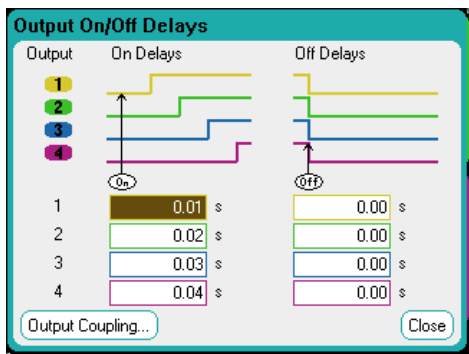 Output On/Off Delays
Output On Delays Off Delays
1
2
3
4
On Off
1 0.01 s 0.00 s
2 0.02 s 0.00 s
3 0.03 s 0.00 s
4 0.04 s 0.00 s
Output Coupling... Close